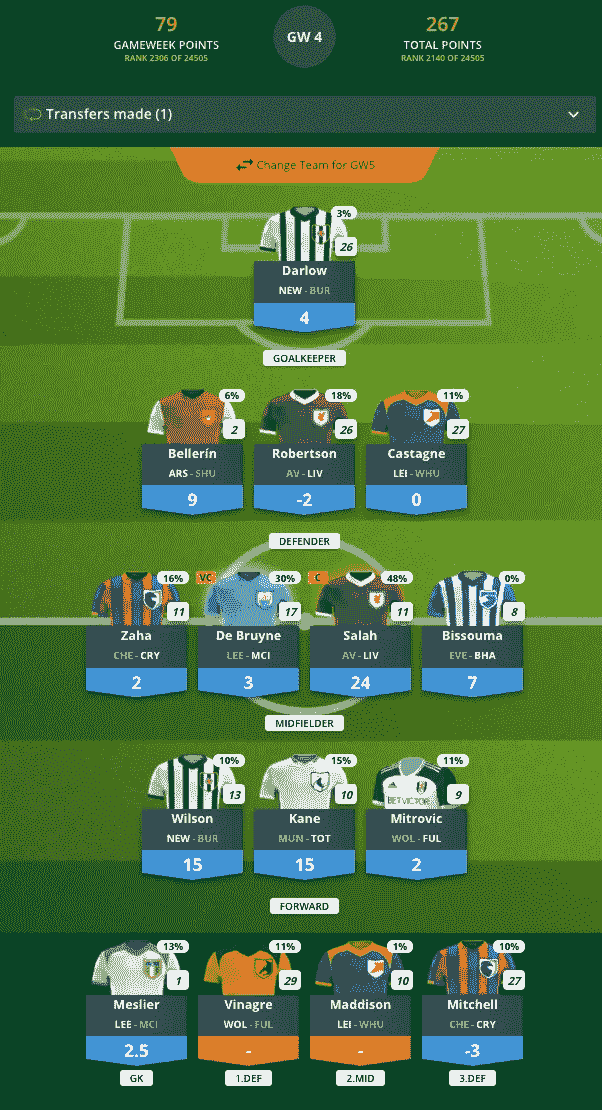 79
GAMEWEEK POINTS
RANK 2306 OF 24505
GW 4
267
TOTAL POINTS
RANK 2140 OF 24505
Transfers made (1)
Change Team for GW5
3%
26
Darlow
NEW - BUR
4
GOALKEEPER
6% 18% 11%
2 26 27
Bellerín Robertson Castagne
ARS - SHU AV - LIV LEI - WHU
9 -2 0
DEFENDER
16% VC 30% C 48% 0%
11 17 11 8
Zaha De Bruyne Salah Bissouma
CHE - CRY LEE - MCI AV - LIV EVE - BHA
2 3 24 7
MIDFIELDER
10% 15% 11%
13 10 9
BETVICTOR
Wilson Kane Mitrovic
NEW - BUR MUN - TOT WOL - FUL
15 15 2
FORWARD
13% 11% 1% 10%
1 29 10 27
Meslier Vinagre Maddison Mitchell
LEE - MCI WOL - FUL LEI - WHU CHE - CRY
2.5 - - -3
GK 1.DEF 2.MID 3.DEF